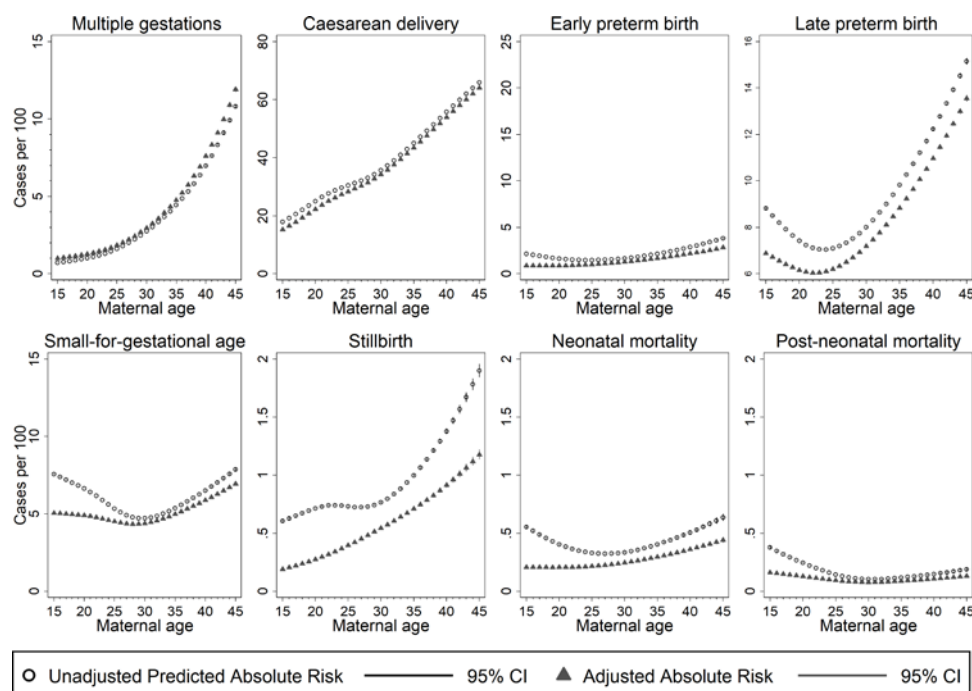 Multiple gestations
Cases per 100
15
10
5
0
15 20 25 30 35 40 45
Maternal age
Caesarean delivery
80
60
40
20
0
15 20 25 30 35 40 45
Maternal age
Early preterm birth
25
20
15
10
5
0
15 20 25 30 35 40 45
Maternal age
Late preterm birth
16
14
12
10
8
6
15 20 25 30 35 40 45
Maternal age
Small-for-gestational age
Cases per 100
15
10
5
0
15 20 25 30 35 40 45
Maternal age
Stillbirth
2
1.5
1
.5
0
15 20 25 30 35 40 45
Maternal age
Neonatal mortality
2
1.5
1
.5
0
15 20 25 30 35 40 45
Maternal age
Post-neonatal mortality
2
1.5
1
.5
0
15 20 25 30 35 40 45
Maternal age
Unadjusted Predicted Absolute Risk 95% CI Adjusted Absolute Risk 95% CI